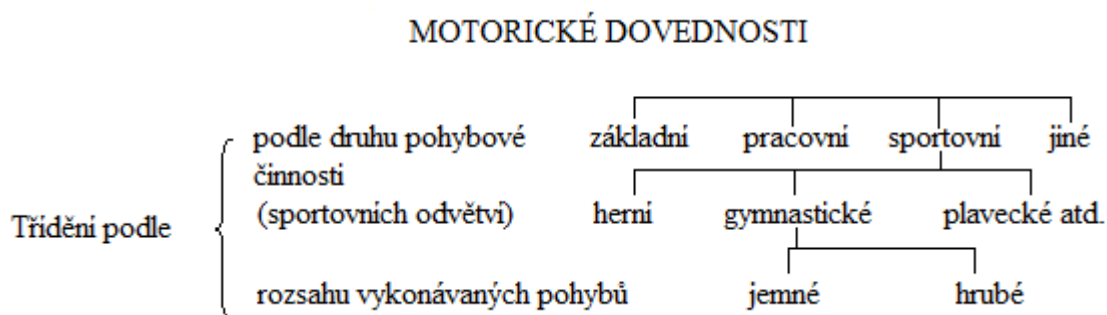 MOTORICKÉ DOVEDNOSTI
podle druhu pohybové základní pracovní sportovní jiné
činnosti
(sportovních odvětví) herní gymnastické plavecké atd.
Třídění podle
rozsahu vykonávaných pohybů jemné hrubé